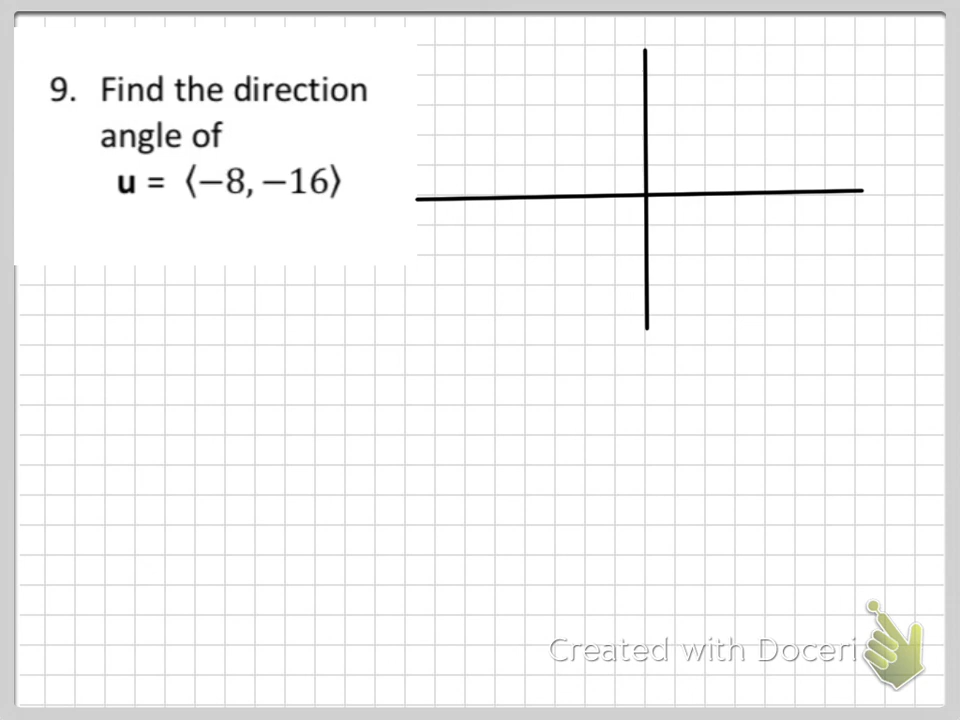 9. Find the direction
angle of
u = ⟨−8, −16⟩
Created with Doceri